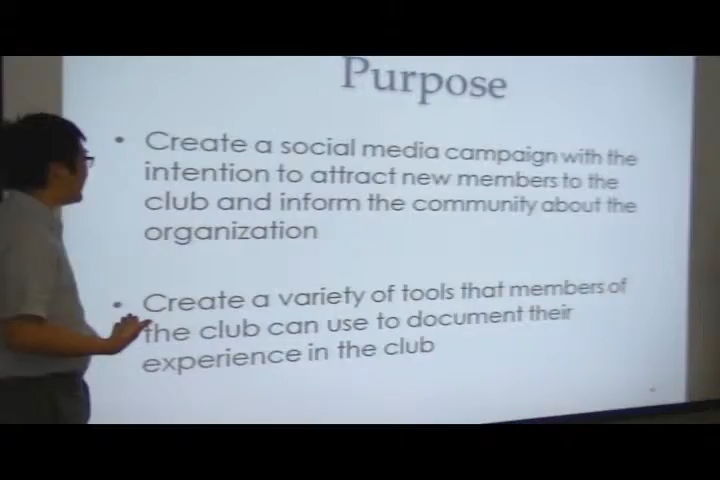 Purpose
• Create a social media campaign with the
intention to attract new members to the
club and inform the community about the
organization
• Create a variety of tools that members of
the club can use to document their
experience in the club